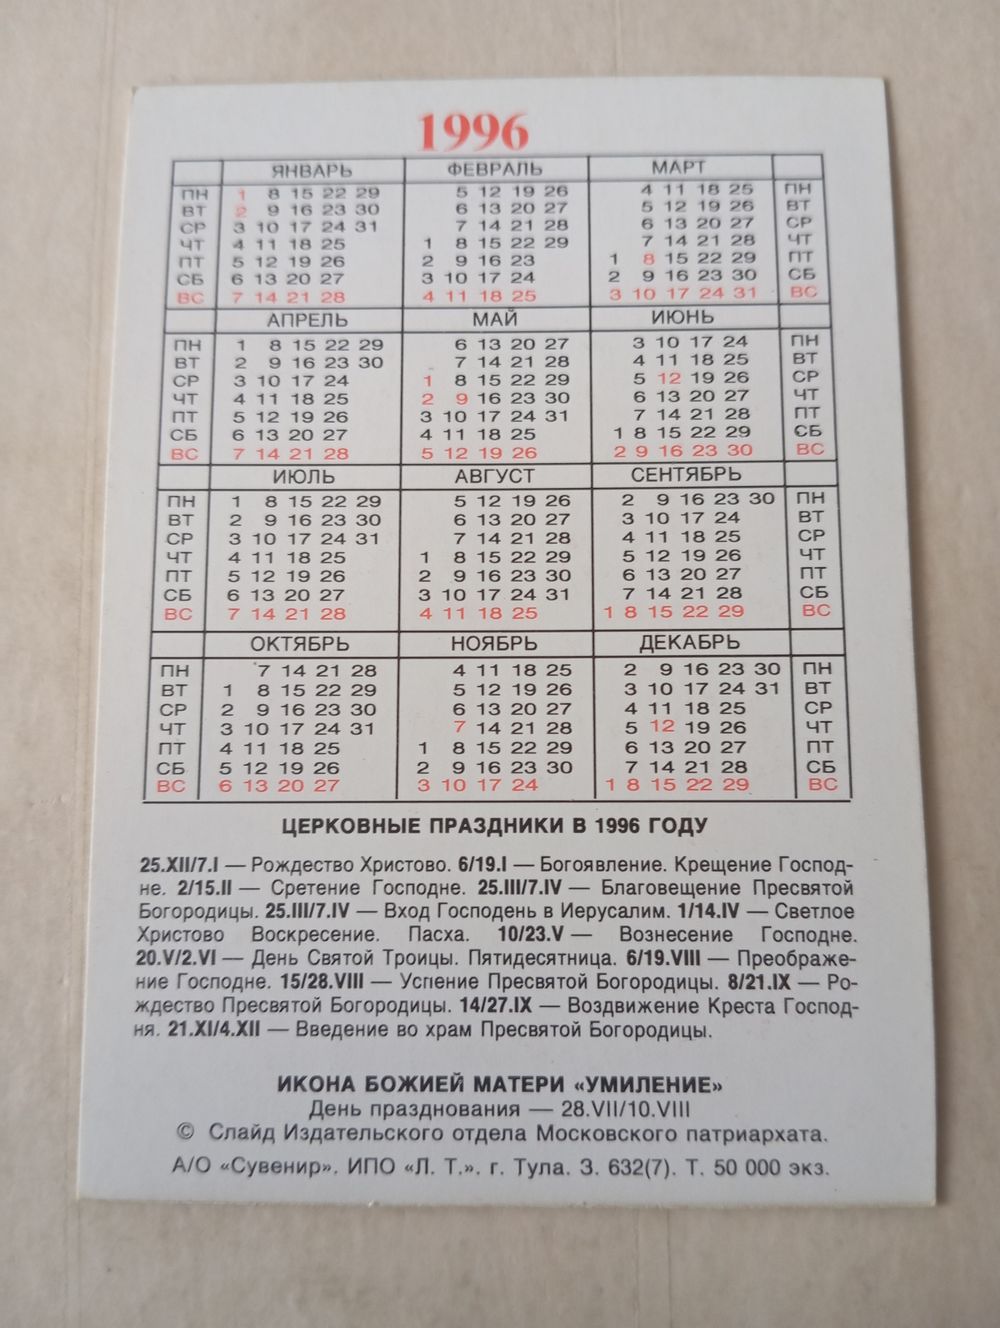 1996
ЯНВАРЬ ФЕВРАЛЬ МАРТ
ПН 1 8 15 22 29 5 12 19 26 4 11 18 25 ПН
ВТ 2 9 16 23 30 6 13 20 27 5 12 19 26 ВТ
СР 3 10 17 24 31 7 14 21 28 6 13 20 27 СР
ЧТ 4 11 18 25 1 8 15 22 29 7 14 21 28 ЧТ
ПТ 5 12 19 26 2 9 16 23 1 8 15 22 29 ПТ
СБ 6 13 20 27 3 10 17 24 2 9 16 23 30 СБ
ВС 7 14 21 28 4 11 18 25 3 10 17 24 31 ВС
АПРЕЛЬ МАЙ ИЮНЬ
ПН 1 8 15 22 29 6 13 20 27 3 10 17 24 ПН
ВТ 2 9 16 23 30 7 14 21 28 4 11 18 25 ВТ
СР 3 10 17 24 1 8 15 22 29 5 12 19 26 СР
ЧТ 4 11 18 25 2 9 16 23 30 6 13 20 27 ЧТ
ПТ 5 12 19 26 3 10 17 24 31 7 14 21 28 ПТ
СБ 6 13 20 27 4 11 18 25 1 8 15 22 29 СБ
ВС 7 14 21 28 5 12 19 26 2 9 16 23 30 ВС
ИЮЛЬ АВГУСТ СЕНТЯБРЬ
ПН 1 8 15 22 29 5 12 19 26 2 9 16 23 30 ПН
ВТ 2 9 16 23 30 6 13 20 27 3 10 17 24 ВТ
СР 3 10 17 24 31 7 14 21 28 4 11 18 25 СР
ЧТ 4 11 18 25 1 8 15 22 29 5 12 19 26 ЧТ
ПТ 5 12 19 26 2 9 16 23 30 6 13 20 27 ПТ
СБ 6 13 20 27 3 10 17 24 31 7 14 21 28 СБ
ВС 7 14 21 28 4 11 18 25 1 8 15 22 29 ВС
ОКТЯБРЬ НОЯБРЬ ДЕКАБРЬ
ПН 7 14 21 28 4 11 18 25 2 9 16 23 30 ПН
ВТ 1 8 15 22 29 5 12 19 26 3 10 17 24 31 ВТ
СР 2 9 16 23 30 6 13 20 27 4 11 18 25 СР
ЧТ 3 10 17 24 31 7 14 21 28 5 12 19 26 ЧТ
ПТ 4 11 18 25 1 8 15 22 29 6 13 20 27 ПТ
СБ 5 12 19 26 2 9 16 23 30 7 14 21 28 СБ
ВС 6 13 20 27 3 10 17 24 1 8 15 22 29 ВС
ЦЕРКОВНЫЕ ПРАЗДНИКИ В 1996 ГОДУ
25.XII/7.I — Рождество Христово. 6/19.I — Богоявление. Крещение Господ-
не. 2/15.II — Сретение Господне. 25.III/7.IV — Благовещение Пресвятой
Богородицы. 25.III/7.IV — Вход Господень в Иерусалим. 1/14.IV — Светлое
Христово Воскресение. Пасха. 10/23.V — Вознесение Господне.
20.V/2.VI — День Святой Троицы. Пятидесятница. 6/19.VIII — Преображе-
ние Господне. 15/28.VIII — Успение Пресвятой Богородицы. 8/21.IX — Ро-
ждество Пресвятой Богородицы. 14/27.IX — Воздвижение Креста Господ-
ня. 21.XI/4.XII — Введение во храм Пресвятой Богородицы.
ИКОНА БОЖИЕЙ МАТЕРИ «УМИЛЕНИЕ»
День празднования — 28.VII/10.VIII
© Слайд Издательского отдела Московского патриархата.
А/О «Сувенир». ИПО «Л. Т.». г. Тула. З. 632(7). Т. 50 000 экз.